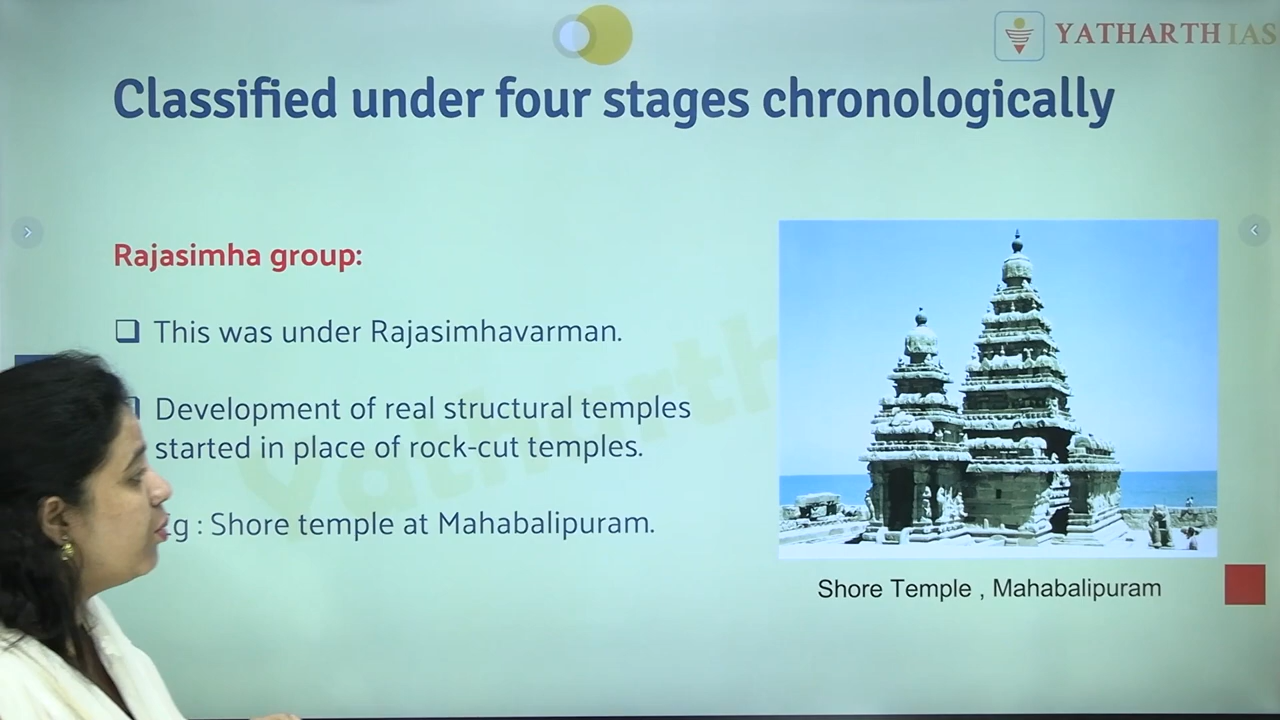 YATHARTH IAS
Classified under four stages chronologically
Rajasimha group:
This was under Rajasimhavarman.
Development of real structural temples
started in place of rock-cut temples.
g : Shore temple at Mahabalipuram.
Yatharth
Shore Temple , Mahabalipuram